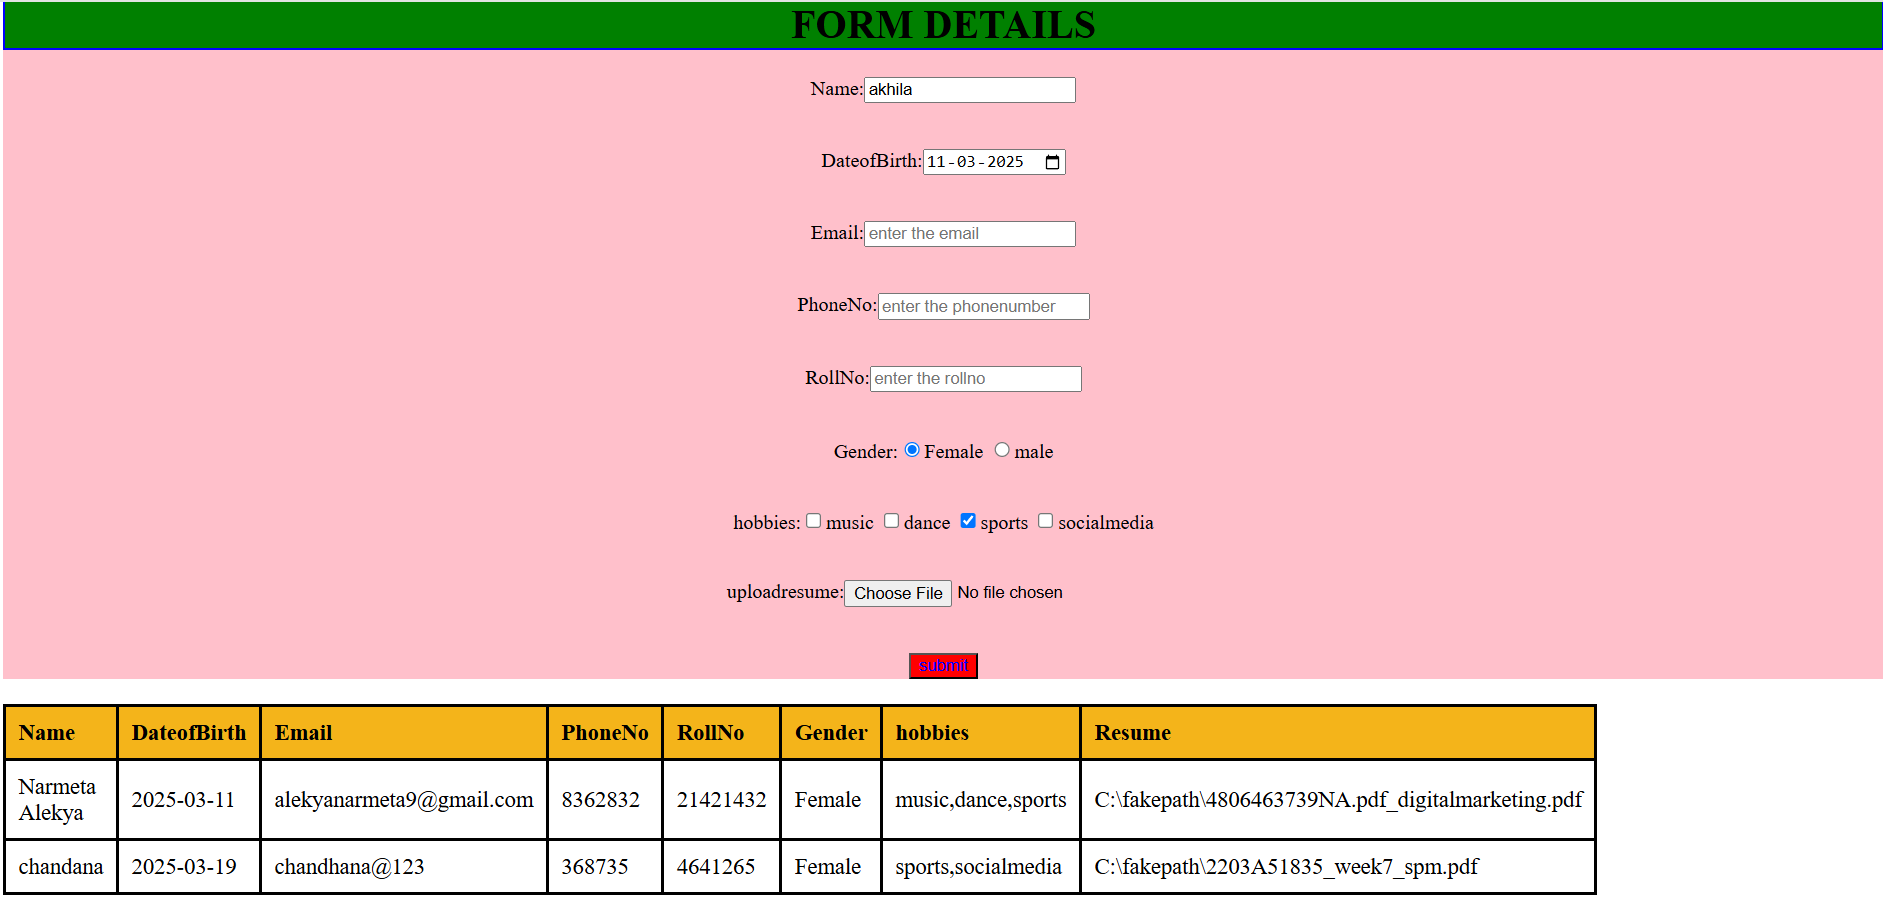 FORM DETAILS
Name: akhila
DateofBirth: 11-03-2025
Email: enter the email
PhoneNo: enter the phonenumber
RollNo: enter the rollno
Gender: Female male
hobbies: music dance sports socialmedia
uploadresume: Choose File No file chosen
submit
Name DateofBirth Email PhoneNo RollNo Gender hobbies Resume
Narmeta
Alekya 2025-03-11 alekyanarmeta9@gmail.com 8362832 21421432 Female music,dance,sports C:\fakepath\4806463739NA.pdf_digitalmarketing.pdf
chandana 2025-03-19 chandhana@123 368735 4641265 Female sports,socialmedia C:\fakepath\2203A51835_week7_spm.pdf